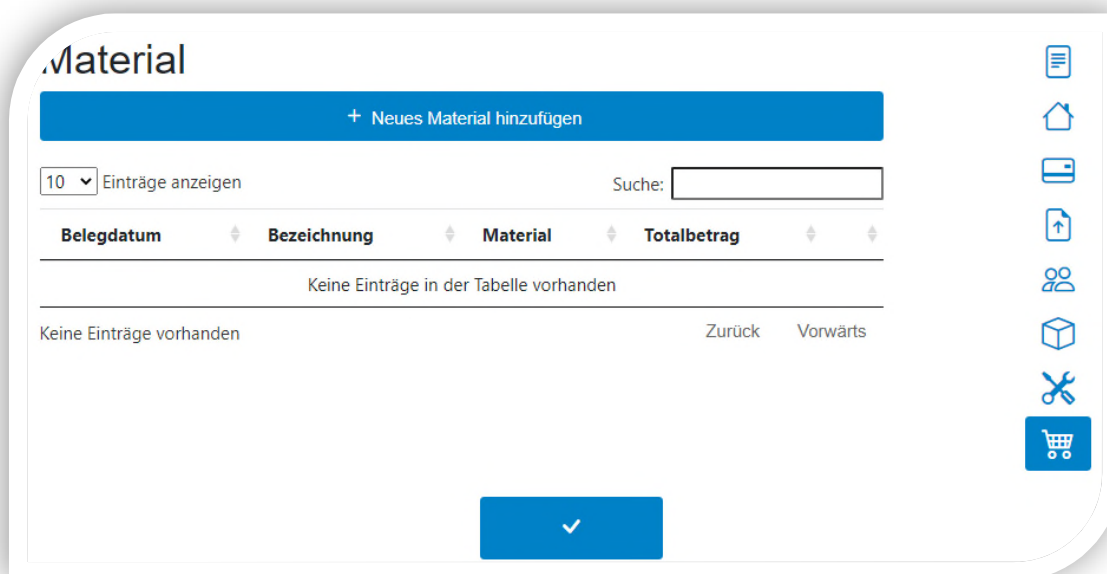 Material
+ Neues Material hinzufügen
10 Einträge anzeigen Suche:
Belegdatum Bezeichnung Material Totalbetrag
Keine Einträge in der Tabelle vorhanden
Keine Einträge vorhanden Zurück Vorwärts